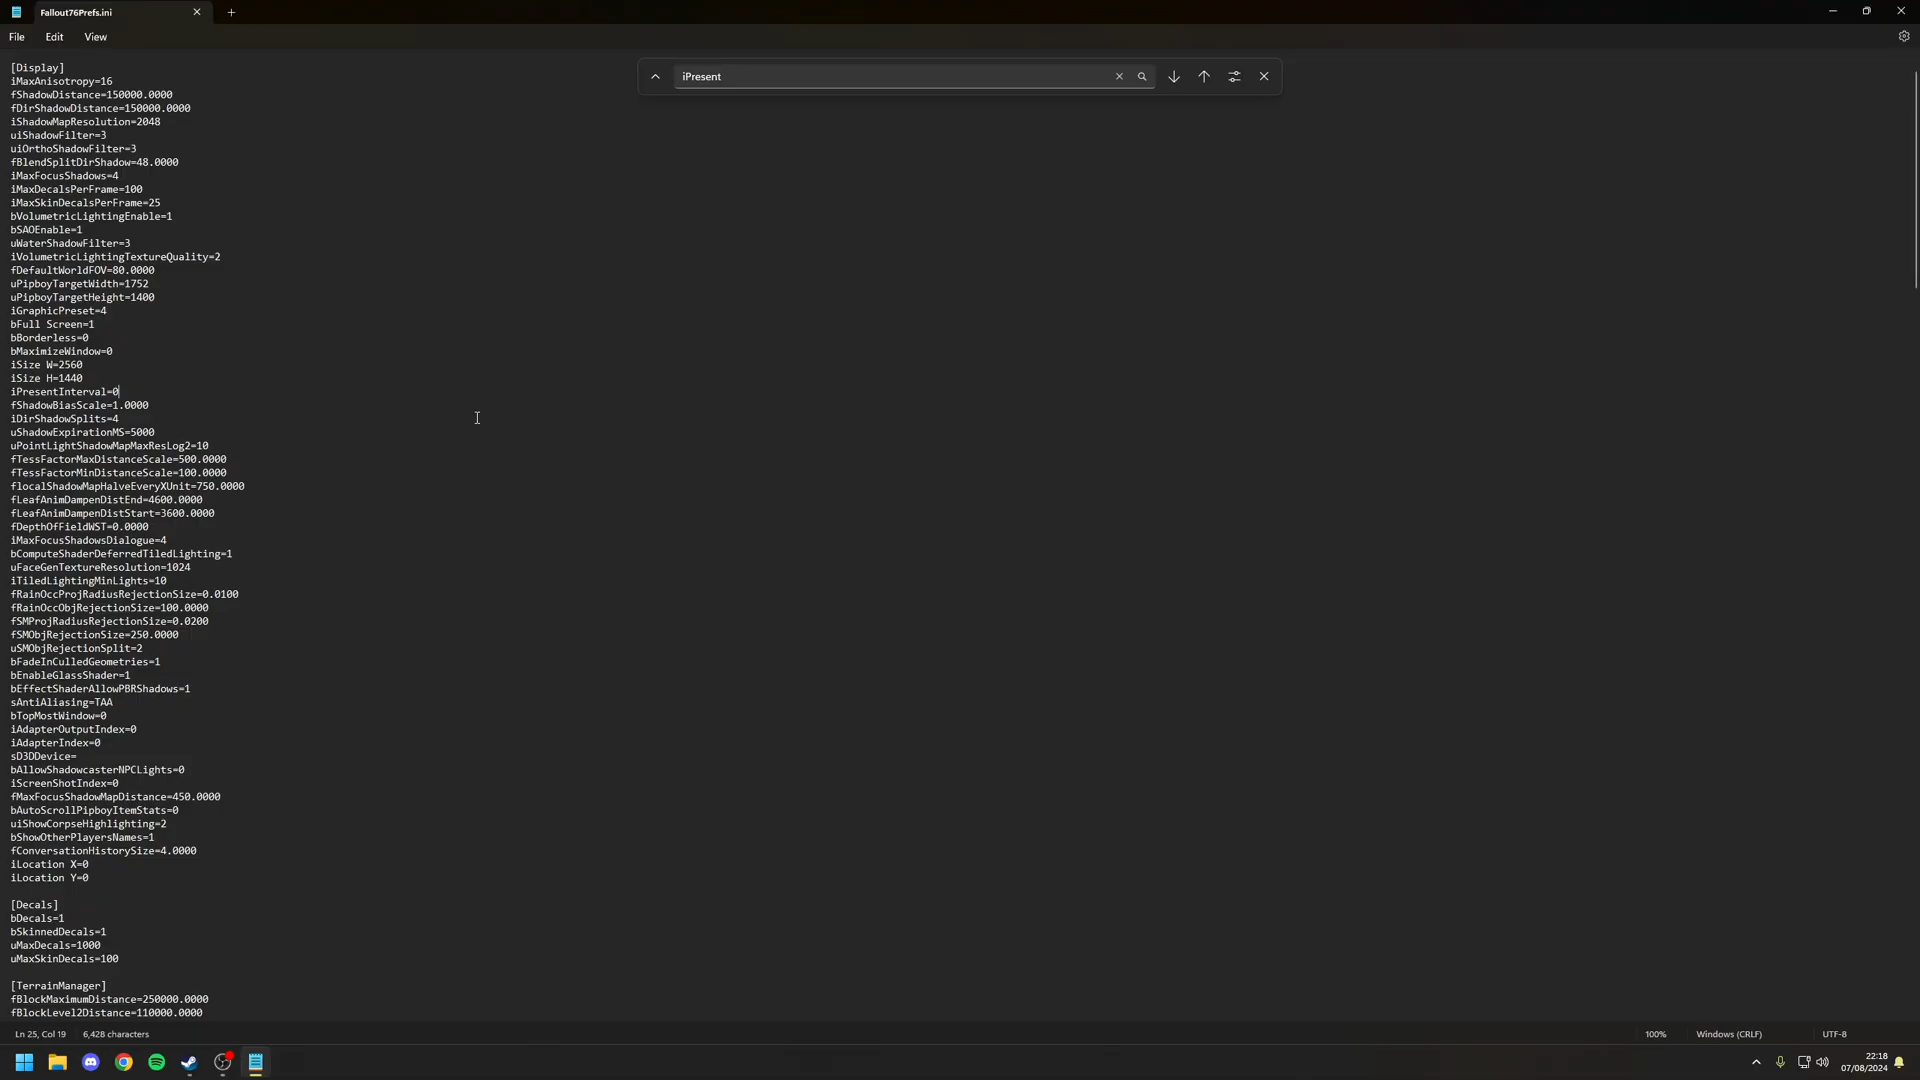 Fallout76Prefs.ini
File Edit View
iPresent
[Display]
iMaxAnisotropy=16
fShadowDistance=150000.0000
fDirShadowDistance=150000.0000
iShadowMapResolution=2048
uiShadowFilter=3
uiOrthoShadowFilter=3
fBlendSplitDirShadow=48.0000
iMaxFocusShadows=4
iMaxDecalsPerFrame=100
iMaxSkinDecalsPerFrame=25
bVolumetricLightingEnable=1
bSAOEnable=1
uWaterShadowFilter=3
iVolumetricLightingTextureQuality=2
fDefaultWorldFOV=80.0000
uPipboyTargetWidth=1752
uPipboyTargetHeight=1400
iGraphicPreset=4
bFull Screen=1
bBorderless=0
bMaximizeWindow=0
iSize W=2560
iSize H=1440
iPresentInterval=0
fShadowBiasScale=1.0000
iDirShadowSplits=4
uShadowExpirationMS=5000
uPointLightShadowMapMaxResLog2=10
fTessFactorMaxDistanceScale=500.0000
fTessFactorMinDistanceScale=100.0000
flocalShadowMapHalveEveryXUnit=750.0000
fLeafAnimDampenDistEnd=4600.0000
fLeafAnimDampenDistStart=3600.0000
fDepthOfFieldWST=0.0000
iMaxFocusShadowsDialogue=4
bComputeShaderDeferredTiledLighting=1
uFaceGenTextureResolution=1024
iTiledLightingMinLights=10
fRainOccProjRadiusRejectionSize=0.0100
fRainOccObjRejectionSize=100.0000
fSMProjRadiusRejectionSize=0.0200
fSMObjRejectionSize=250.0000
uSMObjRejectionSplit=2
bFadeInCulledGeometries=1
bEnableGlassShader=1
bEffectShaderAllowPBRShadows=1
sAntiAliasing=TAA
bTopMostWindow=0
iAdapterOutputIndex=0
iAdapterIndex=0
sD3DDevice=
bAllowShadowcasterNPCLights=0
iScreenShotIndex=0
fMaxFocusShadowMapDistance=450.0000
bAutoScrollPipboyItemStats=0
uiShowCorpseHighlighting=2
bShowOtherPlayersNames=1
fConversationHistorySize=4.0000
iLocation X=0
iLocation Y=0
[Decals]
bDecals=1
bSkinnedDecals=1
uMaxDecals=1000
uMaxSkinDecals=100
[TerrainManager]
fBlockMaximumDistance=250000.0000
fBlockLevel2Distance=110000.0000
Ln 25, Col 19 6,428 characters 100% Windows (CRLF) UTF-8
22:18
07/08/2024